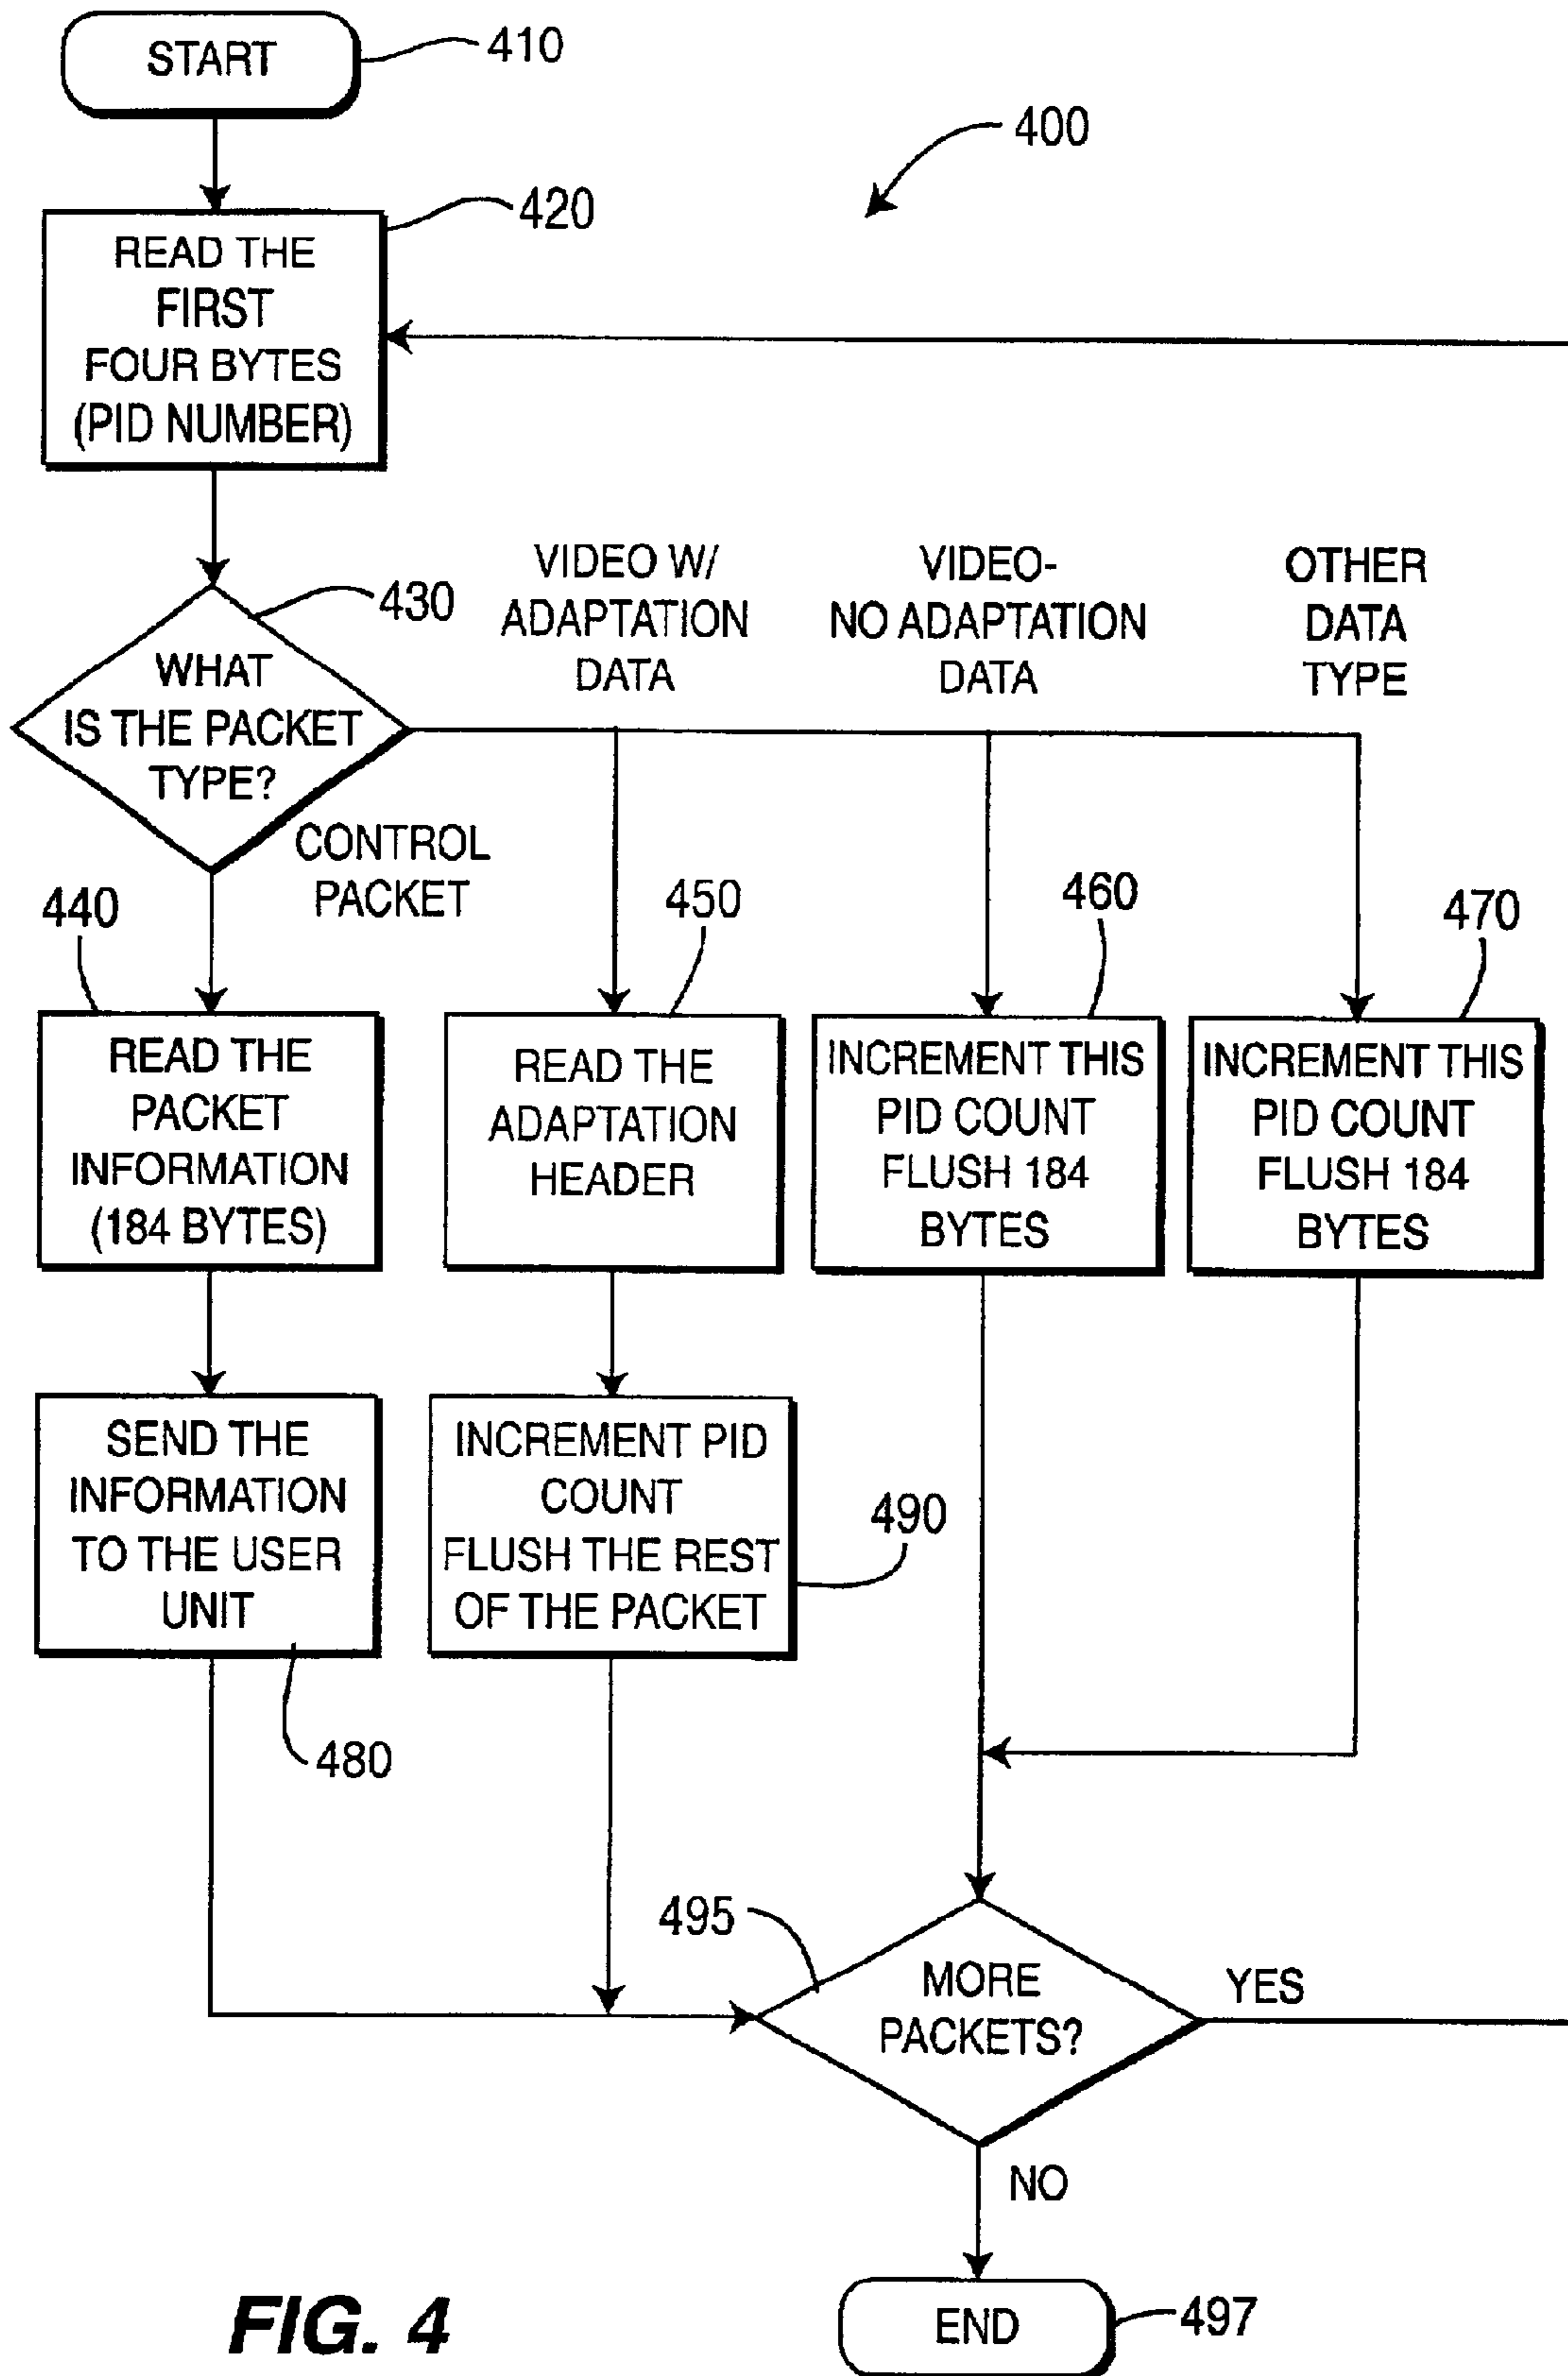 START
410
400
420
READ THE
FIRST
FOUR BYTES
(PID NUMBER)
430
WHAT
IS THE PACKET
TYPE?
VIDEO W/
ADAPTATION
DATA
VIDEO-
NO ADAPTATION
DATA
OTHER
DATA
TYPE
CONTROL
PACKET
440
READ THE
PACKET
INFORMATION
(184 BYTES)
450
READ THE
ADAPTATION
HEADER
460
INCREMENT THIS
PID COUNT
FLUSH 184
BYTES
470
INCREMENT THIS
PID COUNT
FLUSH 184
BYTES
SEND THE
INFORMATION
TO THE USER
UNIT
480
INCREMENT PID
COUNT
FLUSH THE REST
OF THE PACKET
490
495
MORE
PACKETS?
YES
NO
END
497
FIG. 4